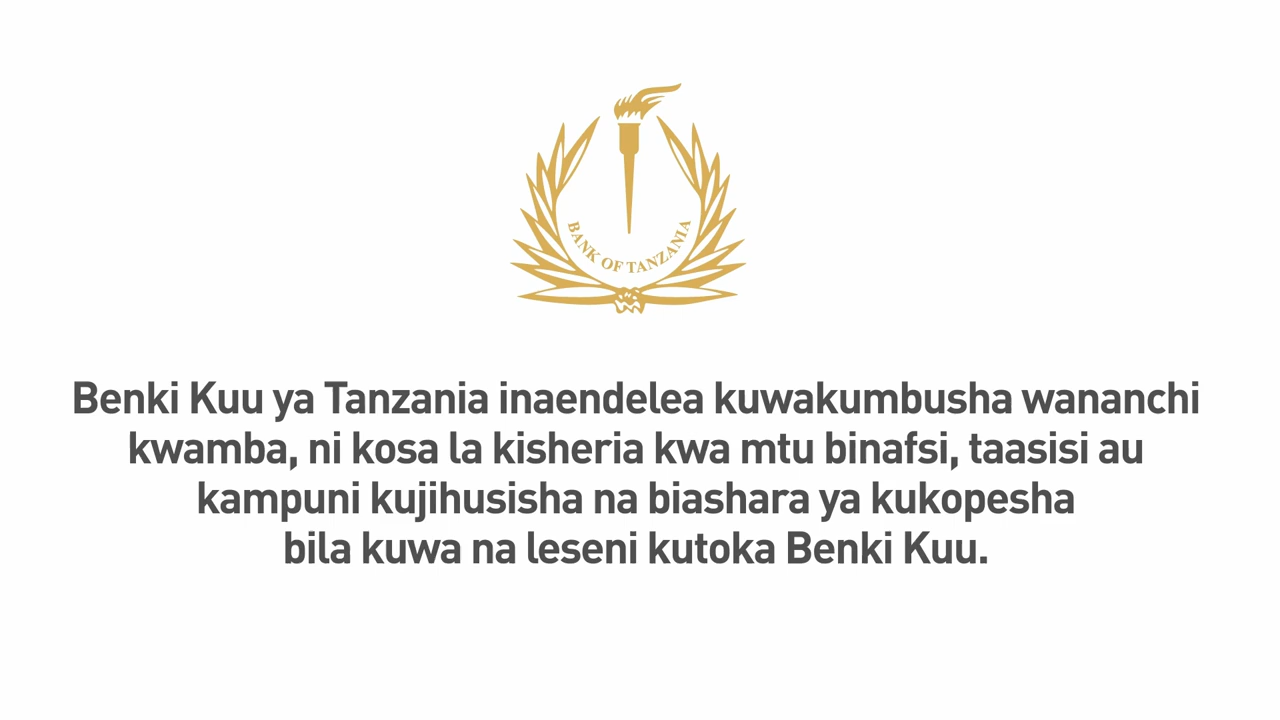 BANK OF TANZANIA
Benki Kuu ya Tanzania inaendelea kuwakumbusha wananchi
kwamba, ni kosa la kisheria kwa mtu binafsi, taasisi au
kampuni kujihusisha na biashara ya kukopesha
bila kuwa na leseni kutoka Benki Kuu.